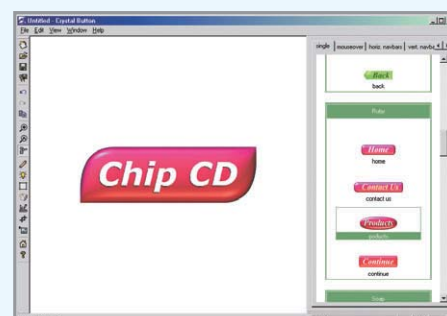 Untitled - Crystal Button
File Edit View Window Help
single mouseover horiz. navbars vert. navba
Back
back
Ruby
Home
home
Chip CD
Contact Us
contact us
Products
products
Continue
continue
Soap